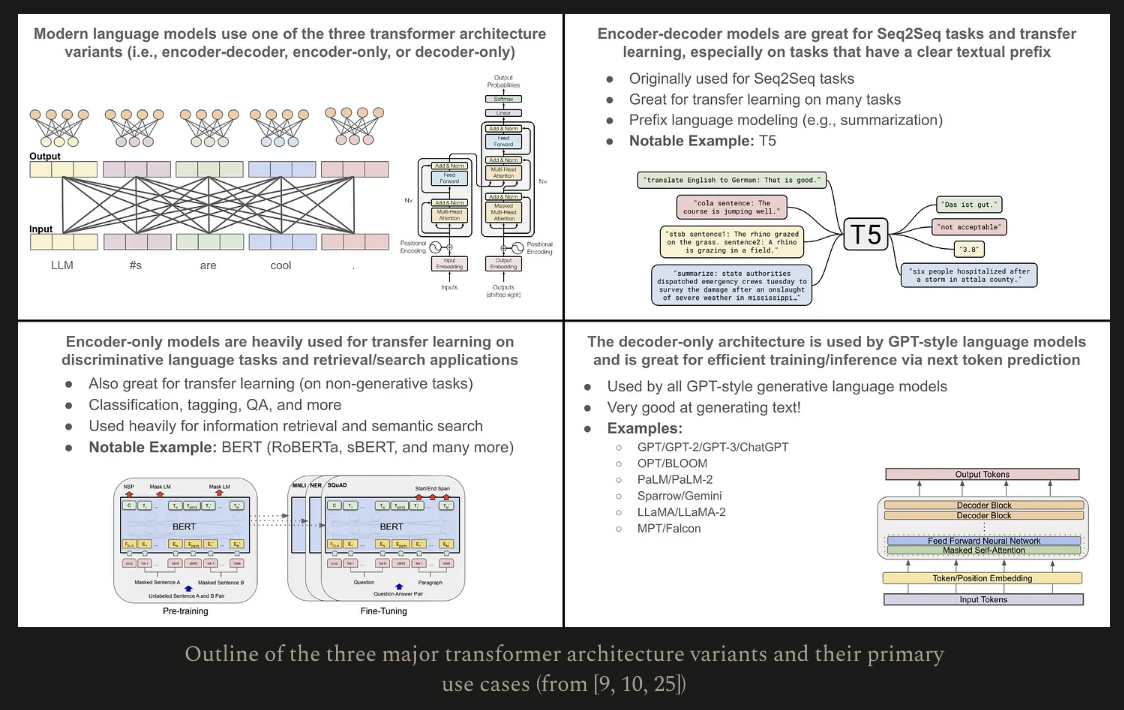 Modern language models use one of the three transformer architecture
variants (i.e., encoder-decoder, encoder-only, or decoder-only)
Output
Input
LLM #s are cool .
Output
Probabilities
Softmax
Linear
Add & Norm
Feed
Forward
Add & Norm
Multi-Head
Attention
Add & Norm
Masked
Multi-Head
Attention
Nx
Positional
Encoding
Output
Embedding
Outputs
(shifted right)
Add & Norm
Feed
Forward
Nx
Add & Norm
Multi-Head
Attention
Positional
Encoding
Input
Embedding
Inputs
Encoder-decoder models are great for Seq2Seq tasks and transfer
learning, especially on tasks that have a clear textual prefix
● Originally used for Seq2Seq tasks
● Great for transfer learning on many tasks
● Prefix language modeling (e.g., summarization)
● Notable Example: T5
"translate English to German: That is good."
"cola sentence: The
course is jumping well."
"stsb sentence1: The rhino grazed
on the grass. sentence2: A rhino
is grazing in a field."
"summarize: state authorities
dispatched emergency crews tuesday to
survey the damage after an onslaught
of severe weather in mississippi…"
T5
"Das ist gut."
"not acceptable"
"3.8"
"six people hospitalized after
a storm in attala county."
Encoder-only models are heavily used for transfer learning on
discriminative language tasks and retrieval/search applications
● Also great for transfer learning (on non-generative tasks)
● Classification, tagging, QA, and more
● Used heavily for information retrieval and semantic search
● Notable Example: BERT (RoBERTa, sBERT, and many more)
NSP Mask LM Mask LM
BERT
Masked Sentence A Masked Sentence B
Unlabeled Sentence A and B Pair
Pre-training
MNLI NER SQuAD
Start/End Span
BERT
Question Paragraph
Question Answer Pair
Fine-Tuning
The decoder-only architecture is used by GPT-style language models
and is great for efficient training/inference via next token prediction
● Used by all GPT-style generative language models
● Very good at generating text!
● Examples:
○ GPT/GPT-2/GPT-3/ChatGPT
○ OPT/BLOOM
○ PaLM/PaLM-2
○ Sparrow/Gemini
○ LLaMA/LLaMA-2
○ MPT/Falcon
Output Tokens
Decoder Block
Decoder Block
Feed Forward Neural Network
Masked Self-Attention
Token/Position Embedding
Input Tokens
Outline of the three major transformer architecture variants and their primary
use cases (from [9, 10, 25])